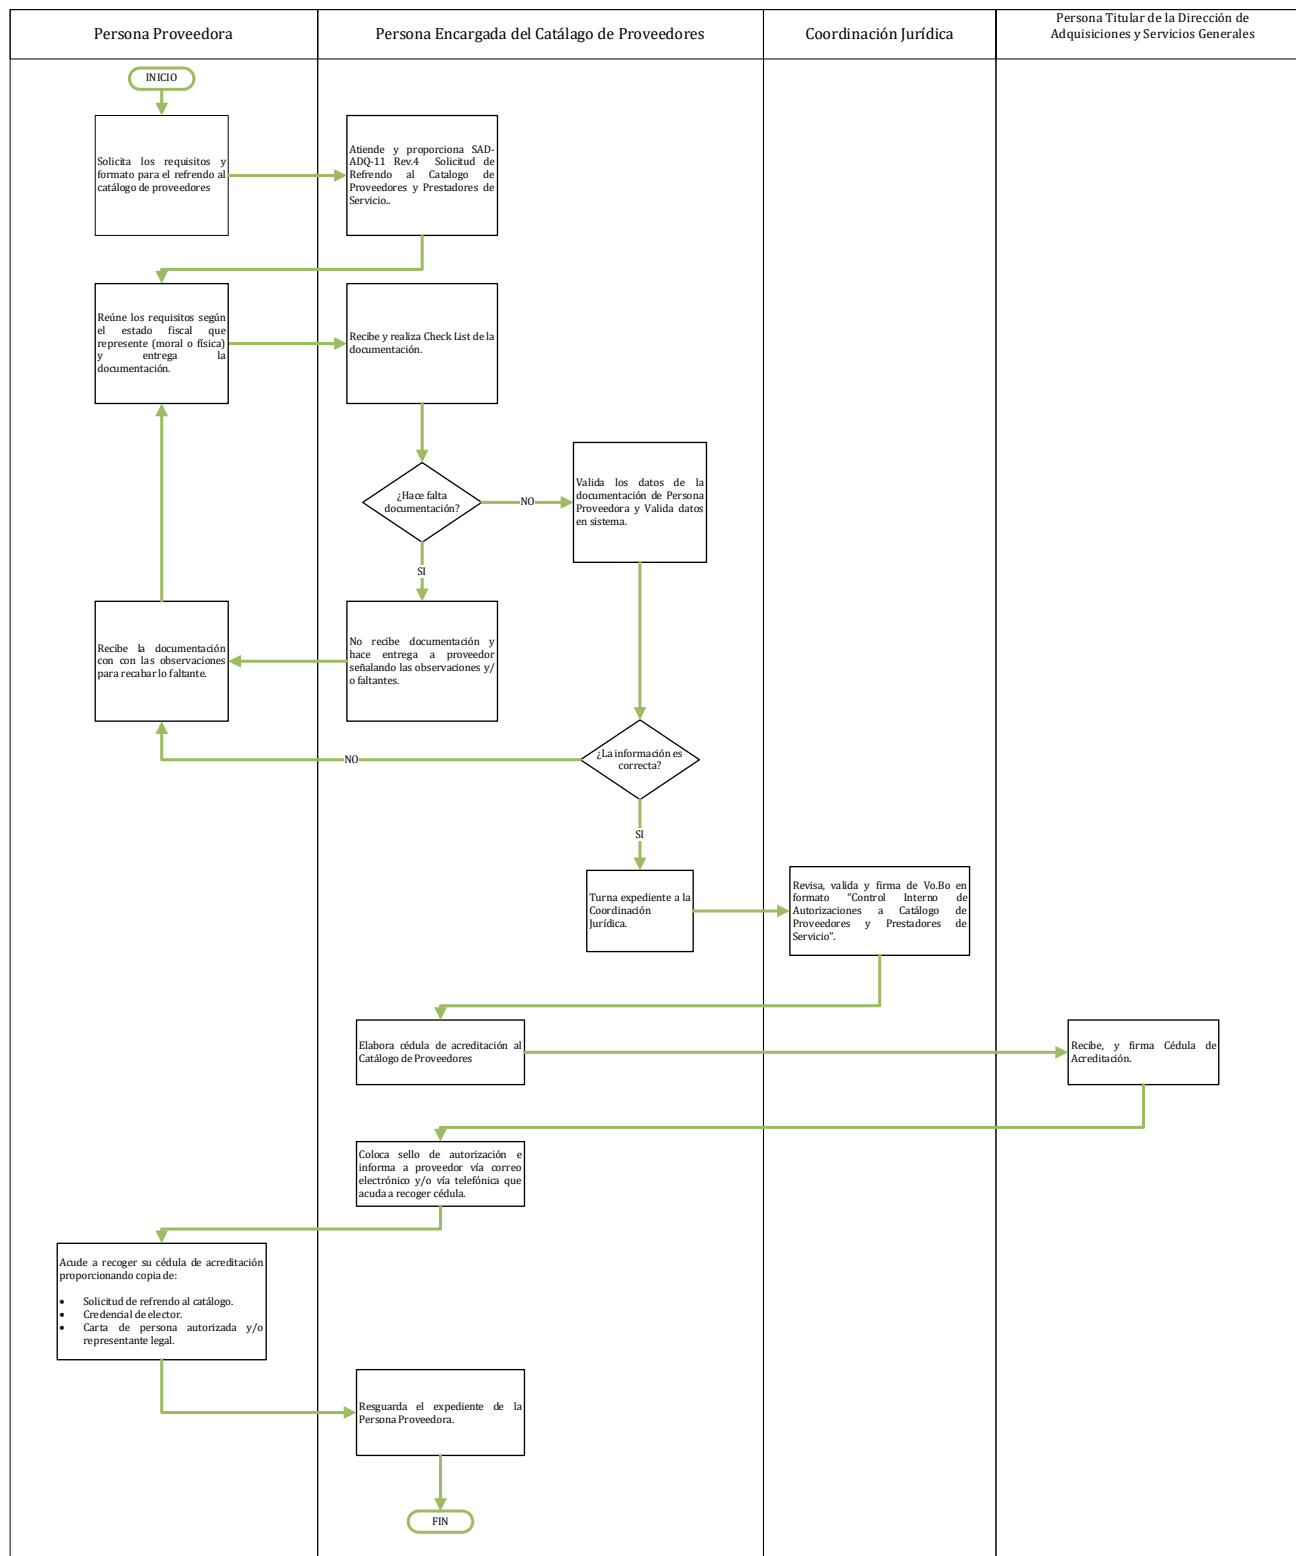 Persona Proveedora
Persona Encargada del Catálago de Proveedores
Coordinación Jurídica
Persona Titular de la Dirección de
Adquisiciones y Servicios Generales
INICIO
Solicita los requisitos y
formato para el refrendo al
catálogo de proveedores
Atiende y proporciona SAD-
ADQ-11 Rev.4 Solicitud de
Refrendo al Catalogo de
Proveedores y Prestadores de
Servicio..
Reúne los requisitos según
el estado fiscal que
represente (moral o física)
y entrega la
documentación.
Recibe y realiza Check List de la
documentación.
¿Hace falta
documentación?
NO
Valida los datos de la
documentación de Persona
Proveedora y Valida datos
en sistema.
SI
Recibe la documentación
con con las observaciones
para recabar lo faltante.
No recibe documentación y
hace entrega a proveedor
señalando las observaciones y/
o faltantes.
¿La información es
correcta?
NO
SI
Turna expediente a la
Coordinación
Jurídica.
Revisa, valida y firma de Vo.Bo en
formato "Control Interno de
Autorizaciones a Catálogo de
Proveedores y Prestadores de
Servicio".
Elabora cédula de acreditación al
Catálogo de Proveedores
Recibe, y firma Cédula de
Acreditación.
Coloca sello de autorización e
informa a proveedor vía correo
electrónico y/o vía telefónica que
acuda a recoger cédula.
Acude a recoger su cédula de acreditación
proporcionando copia de:
• Solicitud de refrendo al catálogo.
• Credencial de elector.
• Carta de persona autorizada y/o
representante legal.
Resguarda el expediente de la
Persona Proveedora.
FIN